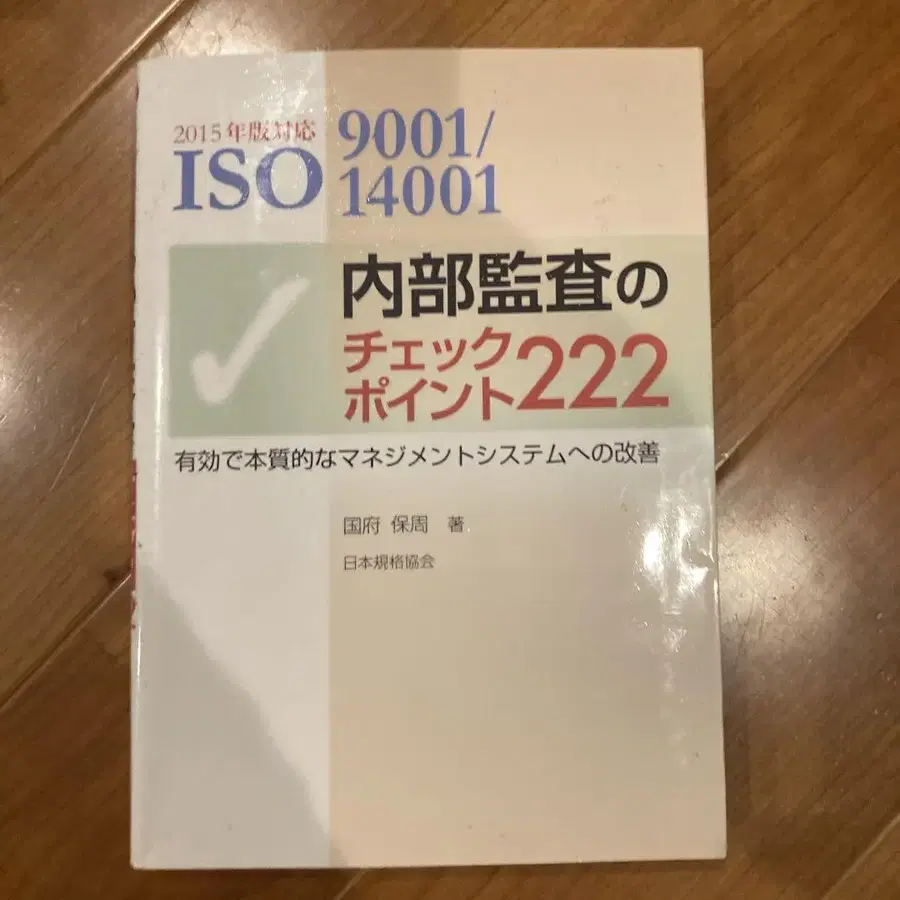 2015年版対応
ISO 9001/
14001
内部監査の
チェック
ポイント222
有効で本質的なマネジメントシステムへの改善
国府 保周 著
日本規格協会